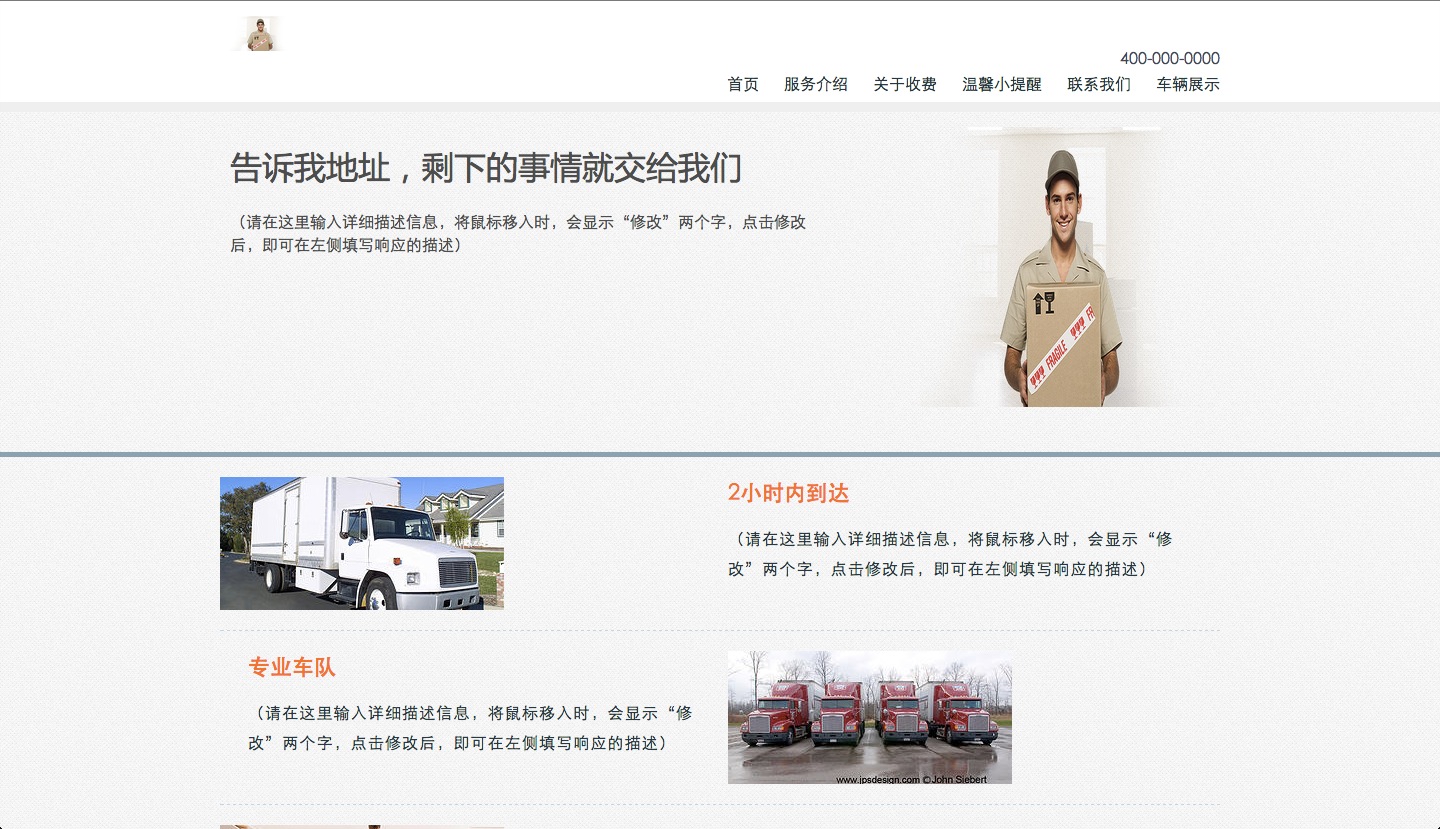 400-000-0000
首页 服务介绍 关于收费 温馨小提醒 联系我们 车辆展示
告诉我地址，剩下的事情就交给我们
（请在这里输入详细描述信息，将鼠标移入时，会显示“修改”两个字，点击修改
后，即可在左侧填写响应的描述）
FRAGILE
FR
2小时内到达
（请在这里输入详细描述信息，将鼠标移入时，会显示“修
改”两个字，点击修改后，即可在左侧填写响应的描述）
专业车队
（请在这里输入详细描述信息，将鼠标移入时，会显示“修
改”两个字，点击修改后，即可在左侧填写响应的描述）
www.jpsdesign.com ©John Siebert